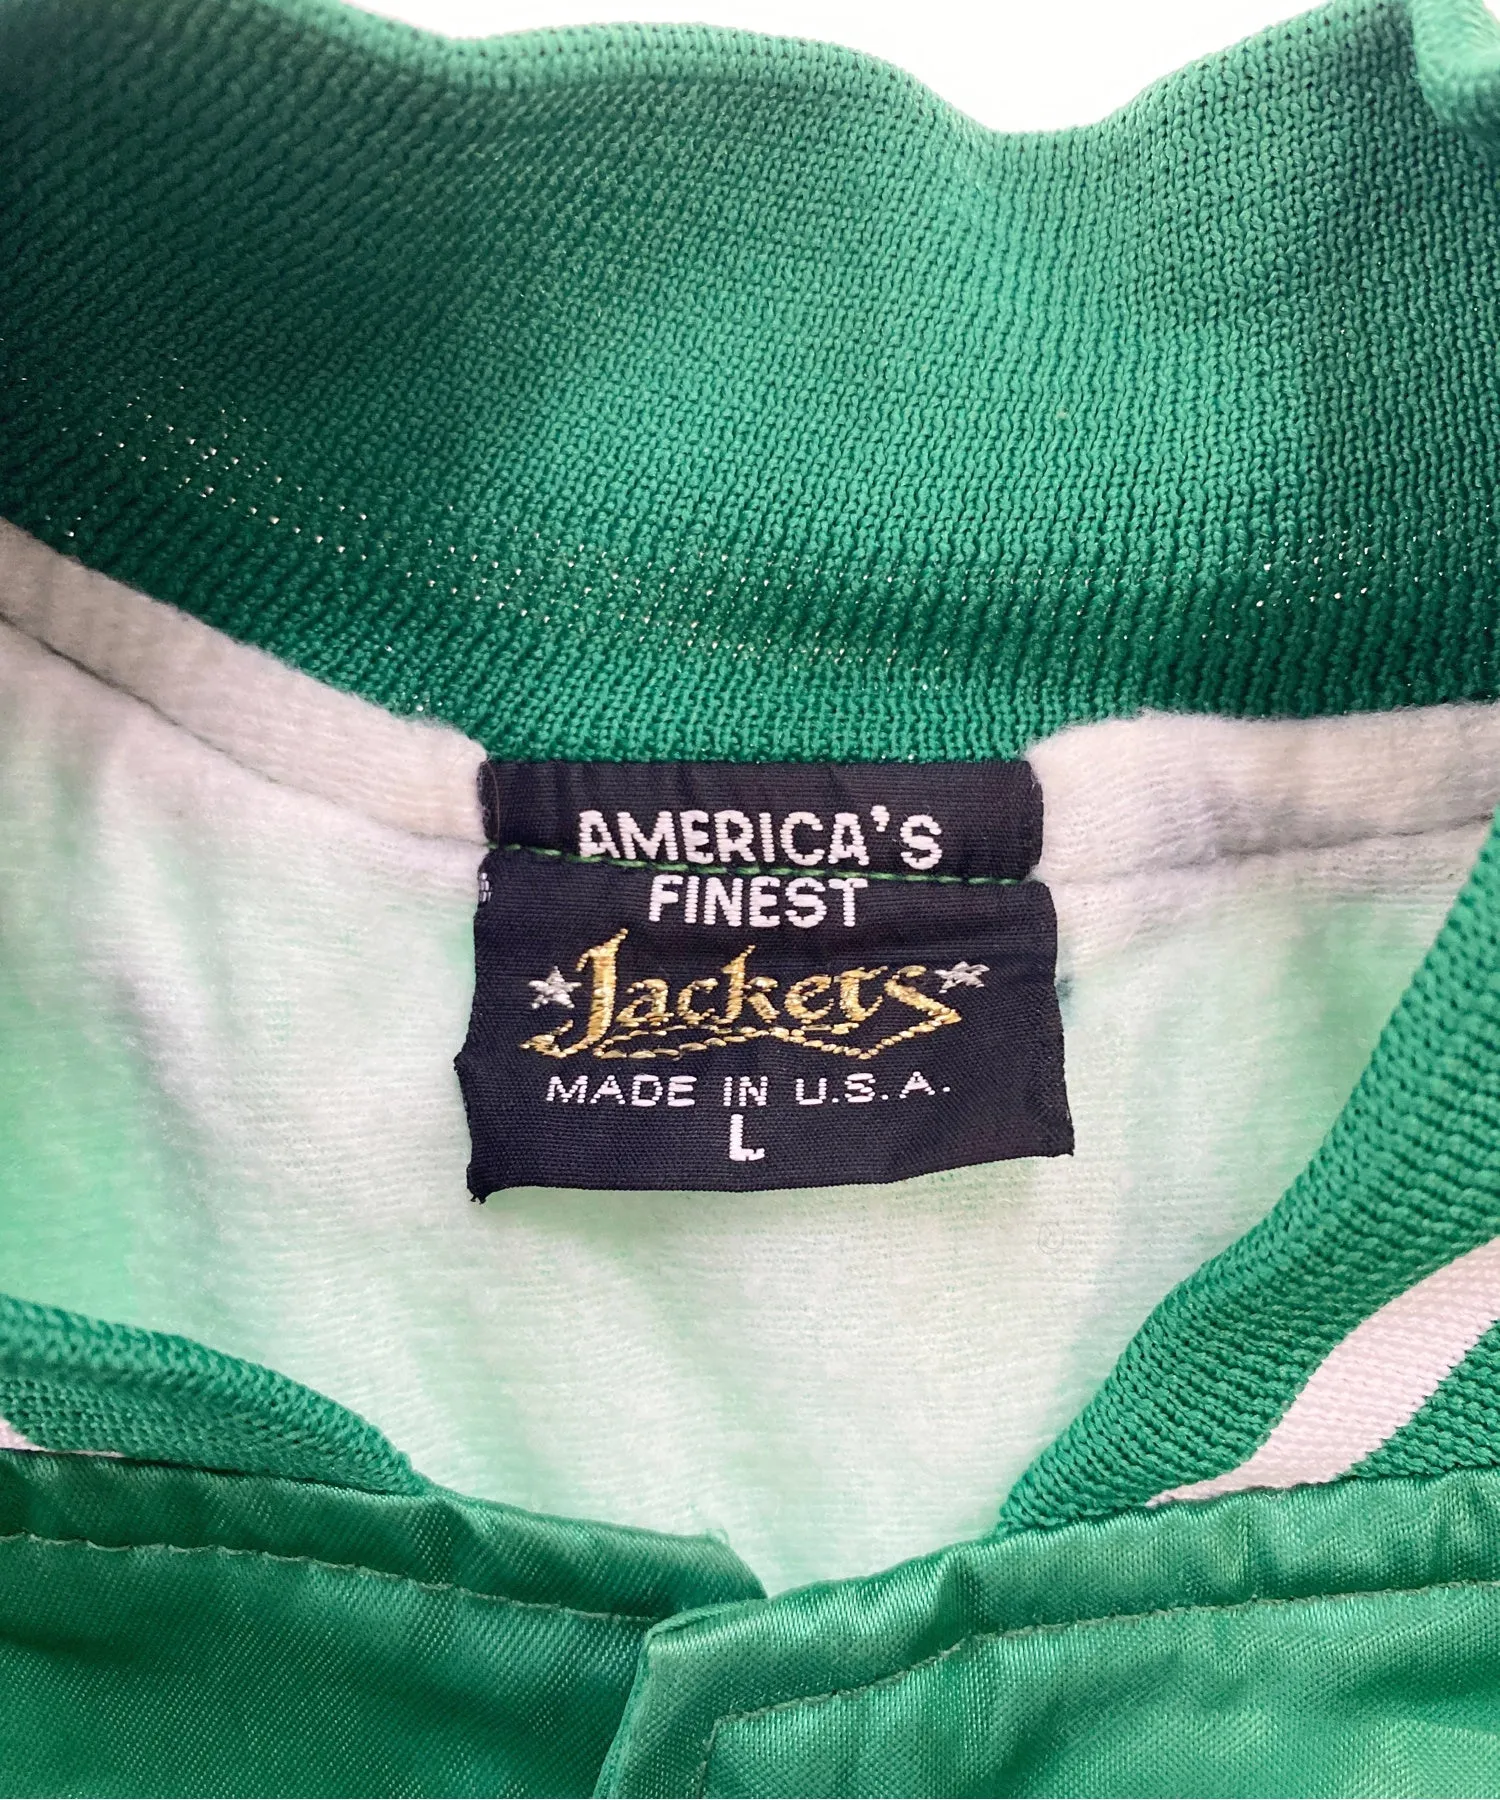 AMERICA'S
FINEST
Jackets
MADE IN U.S.A.
L